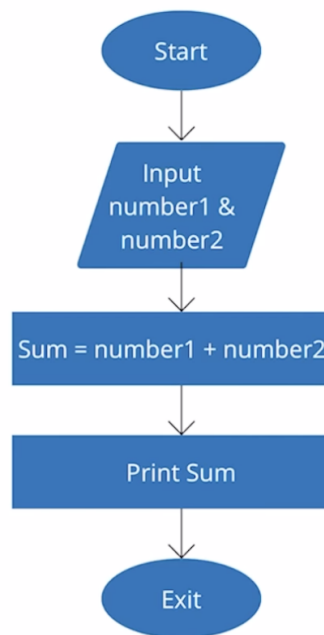 Start
Input
number1 &
number2
Sum = number1 + number2
Print Sum
Exit